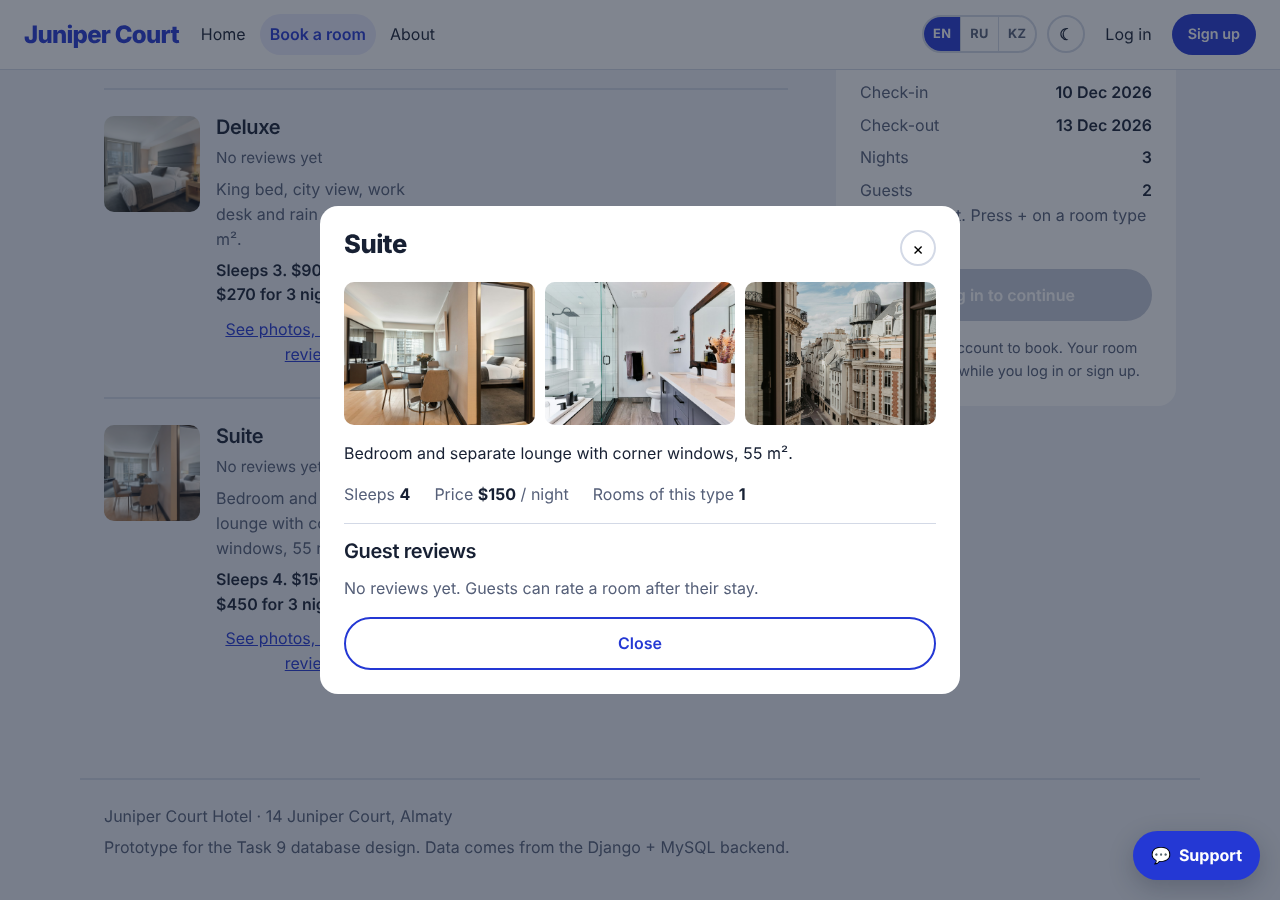 Juniper Court
Home
Book a room
About
EN
RU
KZ
Log in
Sign up
Deluxe
No reviews yet
King bed, city view, work
desk and rain
m².
Sleeps 3. $90
$270 for 3
See photos,
Suite
No reviews yet
Bedroom and
lounge with
windows, 55
Sleeps 4.
$450 for 3
See photos,
Check-in
10 Dec 2026
Check-out
13 Dec 2026
Nights
3
Guests
2
Press + on a room type
in to continue
account to book. Your room
while you log in or sign up.
Suite
×
Bedroom and separate lounge with corner windows, 55 m².
Sleeps 4
Price $150 / night
Rooms of this type 1
Guest reviews
No reviews yet. Guests can rate a room after their stay.
Close
Juniper Court Hotel · 14 Juniper Court, Almaty
Prototype for the Task 9 database design. Data comes from the Django + MySQL backend.
Support